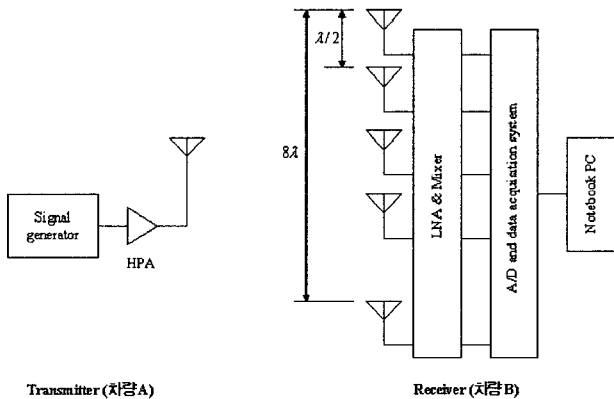 λ/2
8λ
Signal
generator
HPA
LNA & Mixer
A/D and data acquisition system
Notebook PC
Transmitter (차량A)
Receiver (차량B)